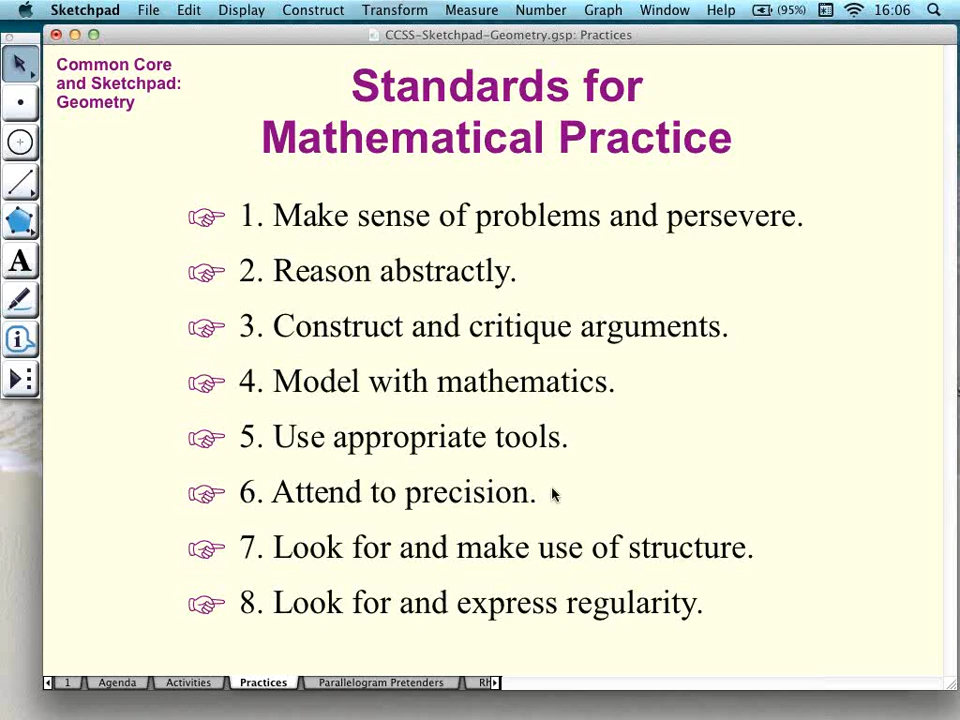 Sketchpad File Edit Display Construct Transform Measure Number Graph Window Help (95%) 16:06
CCSS-Sketchpad-Geometry.gsp: Practices
Common Core
and Sketchpad:
Geometry
Standards for
Mathematical Practice
1. Make sense of problems and persevere.
2. Reason abstractly.
3. Construct and critique arguments.
4. Model with mathematics.
5. Use appropriate tools.
6. Attend to precision.
7. Look for and make use of structure.
8. Look for and express regularity.
A
1 Agenda Activities Practices Parallelogram Pretenders Rh